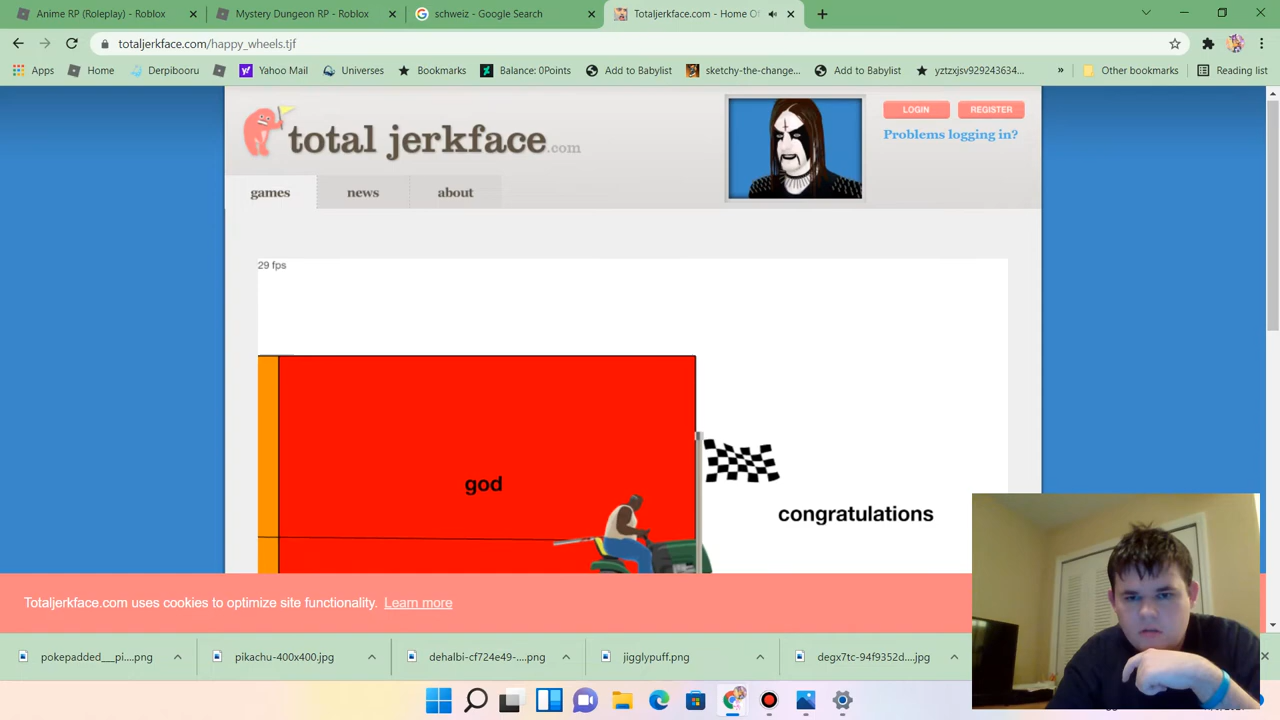 Anime RP (Roleplay) - Roblox
Mystery Dungeon RP - Roblox
schweiz - Google Search
Totaljerkface.com - Home Of
totaljerkface.com/happy_wheels.tjf
Apps
Home
Derpibooru
Yahoo Mail
Universes
Bookmarks
Balance: 0Points
Add to Babylist
sketchy-the-change...
Add to Babylist
yztzxjsv929243634...
Other bookmarks
Reading list
total jerkface.com
LOGIN
REGISTER
Problems logging in?
games
news
about
29 fps
god
congratulations
Totaljerkface.com uses cookies to optimize site functionality. Learn more
pokepadded___pi....png
pikachu-400x400.jpg
dehalbi-cf724e49-....png
jigglypuff.png
degx7tc-94f9352d....jpg